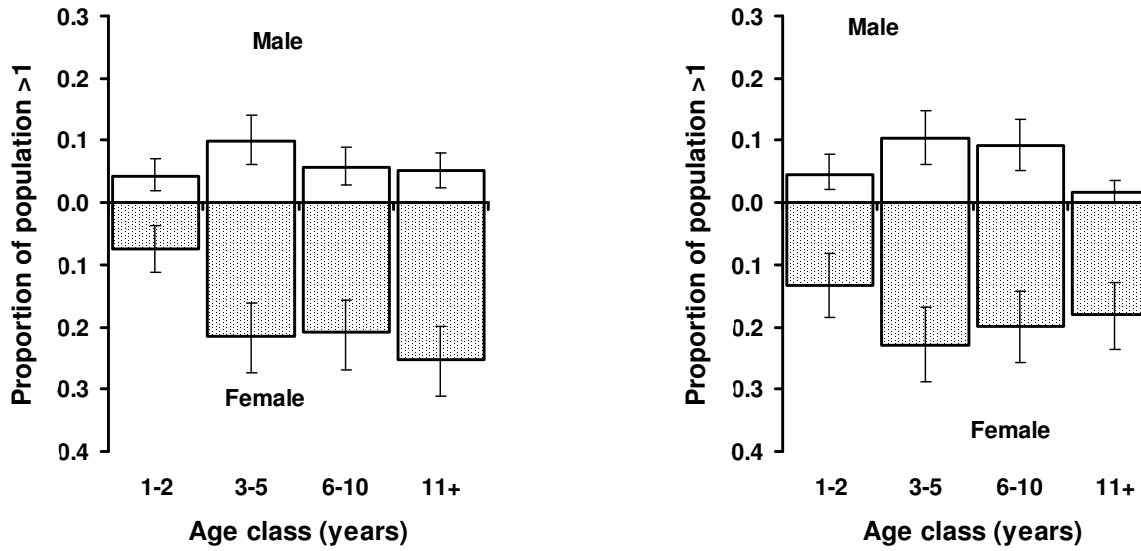 Proportion of population >1
0.3
0.2
0.1
0.0
0.1
0.2
0.3
0.4
Male
Female
1-2 3-5 6-10 11+
Age class (years)
Proportion of population >1
0.3
0.2
0.1
0.0
0.1
0.2
0.3
0.4
Male
Female
1-2 3-5 6-10 11+
Age class (years)